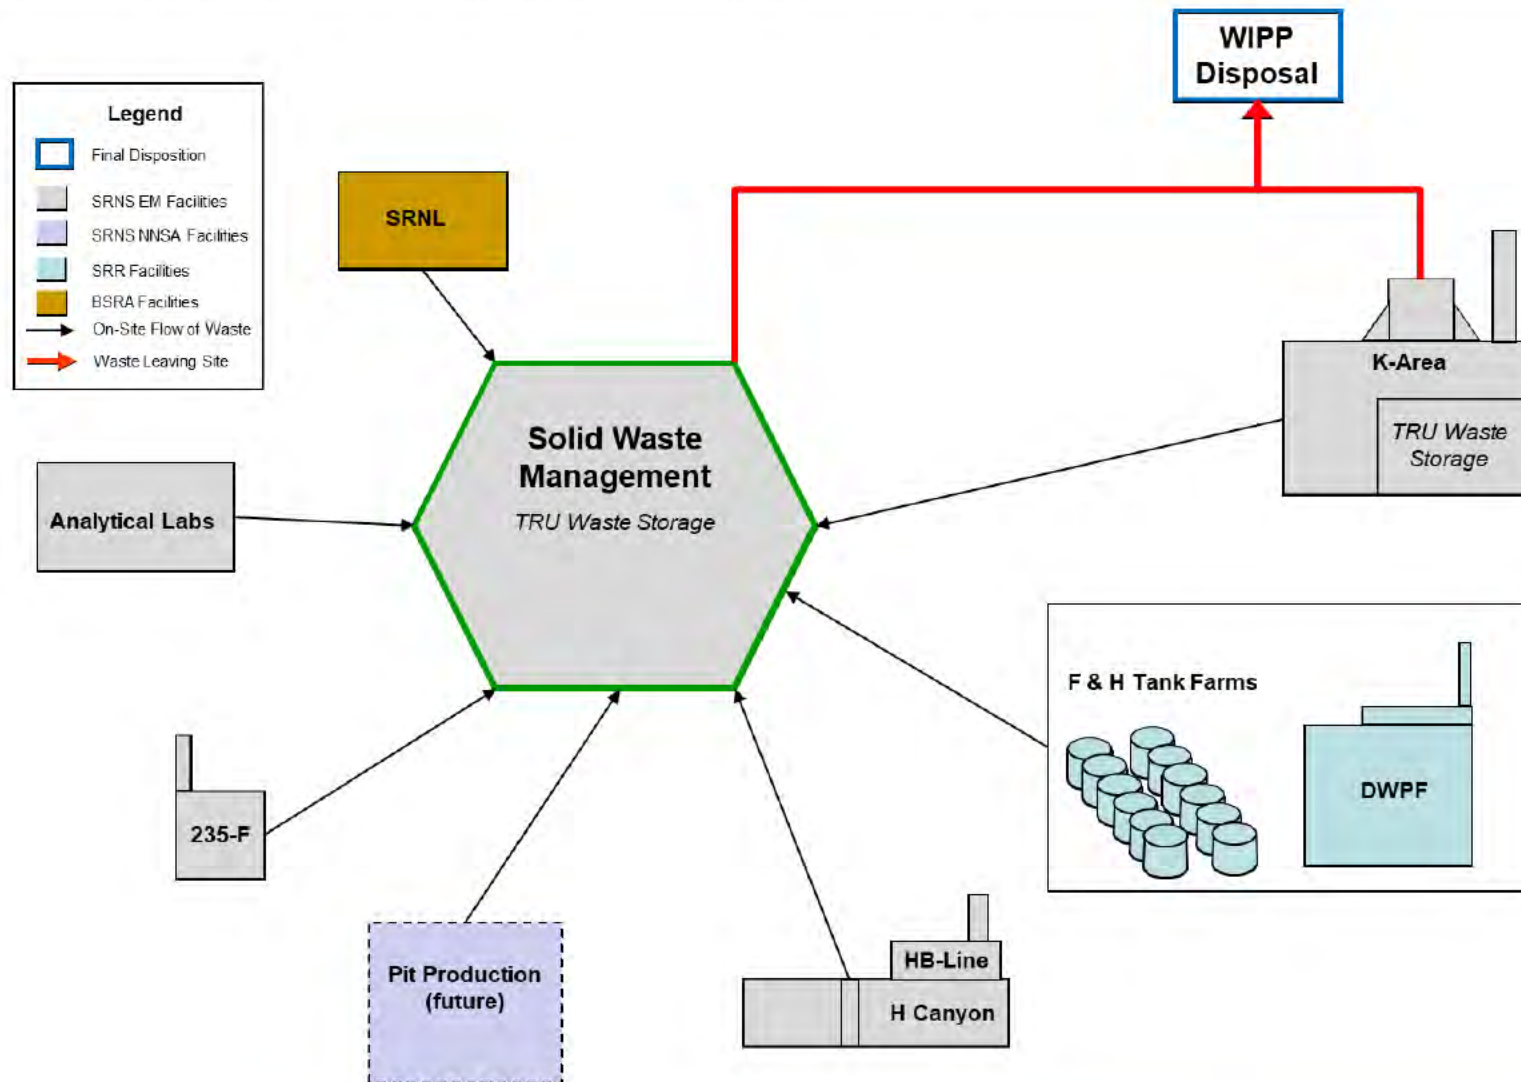 WIPP
Disposal
Legend
Final Disposition
SRNS EM Facilities
SRNS NNSA Facilities
SRR Facilities
BSRA Facilities
On-Site Flow of Waste
Waste Leaving Site
SRNL
K-Area
TRU Waste
Storage
Solid Waste
Management
TRU Waste Storage
Analytical Labs
F & H Tank Farms
DWPF
235-F
Pit Production
(future)
HB-Line
H Canyon